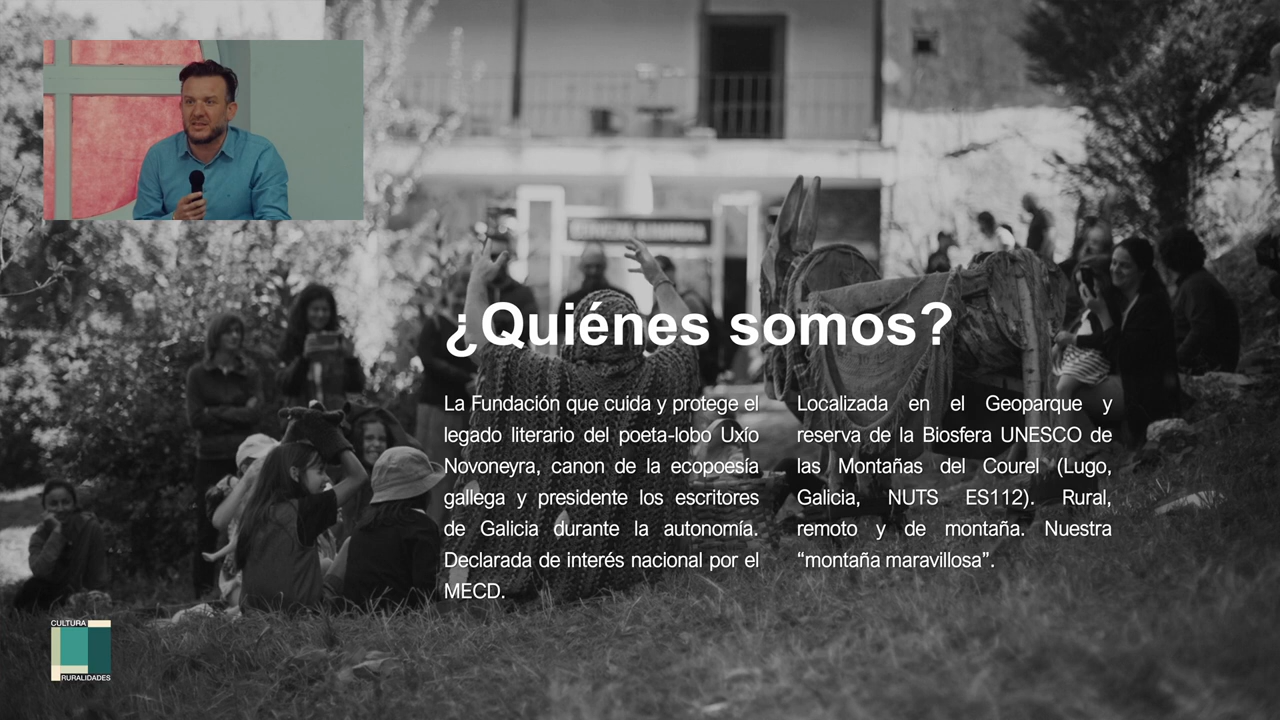 ¿Quiénes somos?
La Fundación que cuida y protege el
legado literario del poeta-lobo Uxío
Novoneyra, canon de la ecopoesía
gallega y presidente los escritores
de Galicia durante la autonomía.
Declarada de interés nacional por el
MECD.
Localizada en el Geoparque y
reserva de la Biosfera UNESCO de
las Montañas del Courel (Lugo,
Galicia, NUTS ES112). Rural,
remoto y de montaña. Nuestra
“montaña maravillosa”.
CULTURA
RURALIDADES